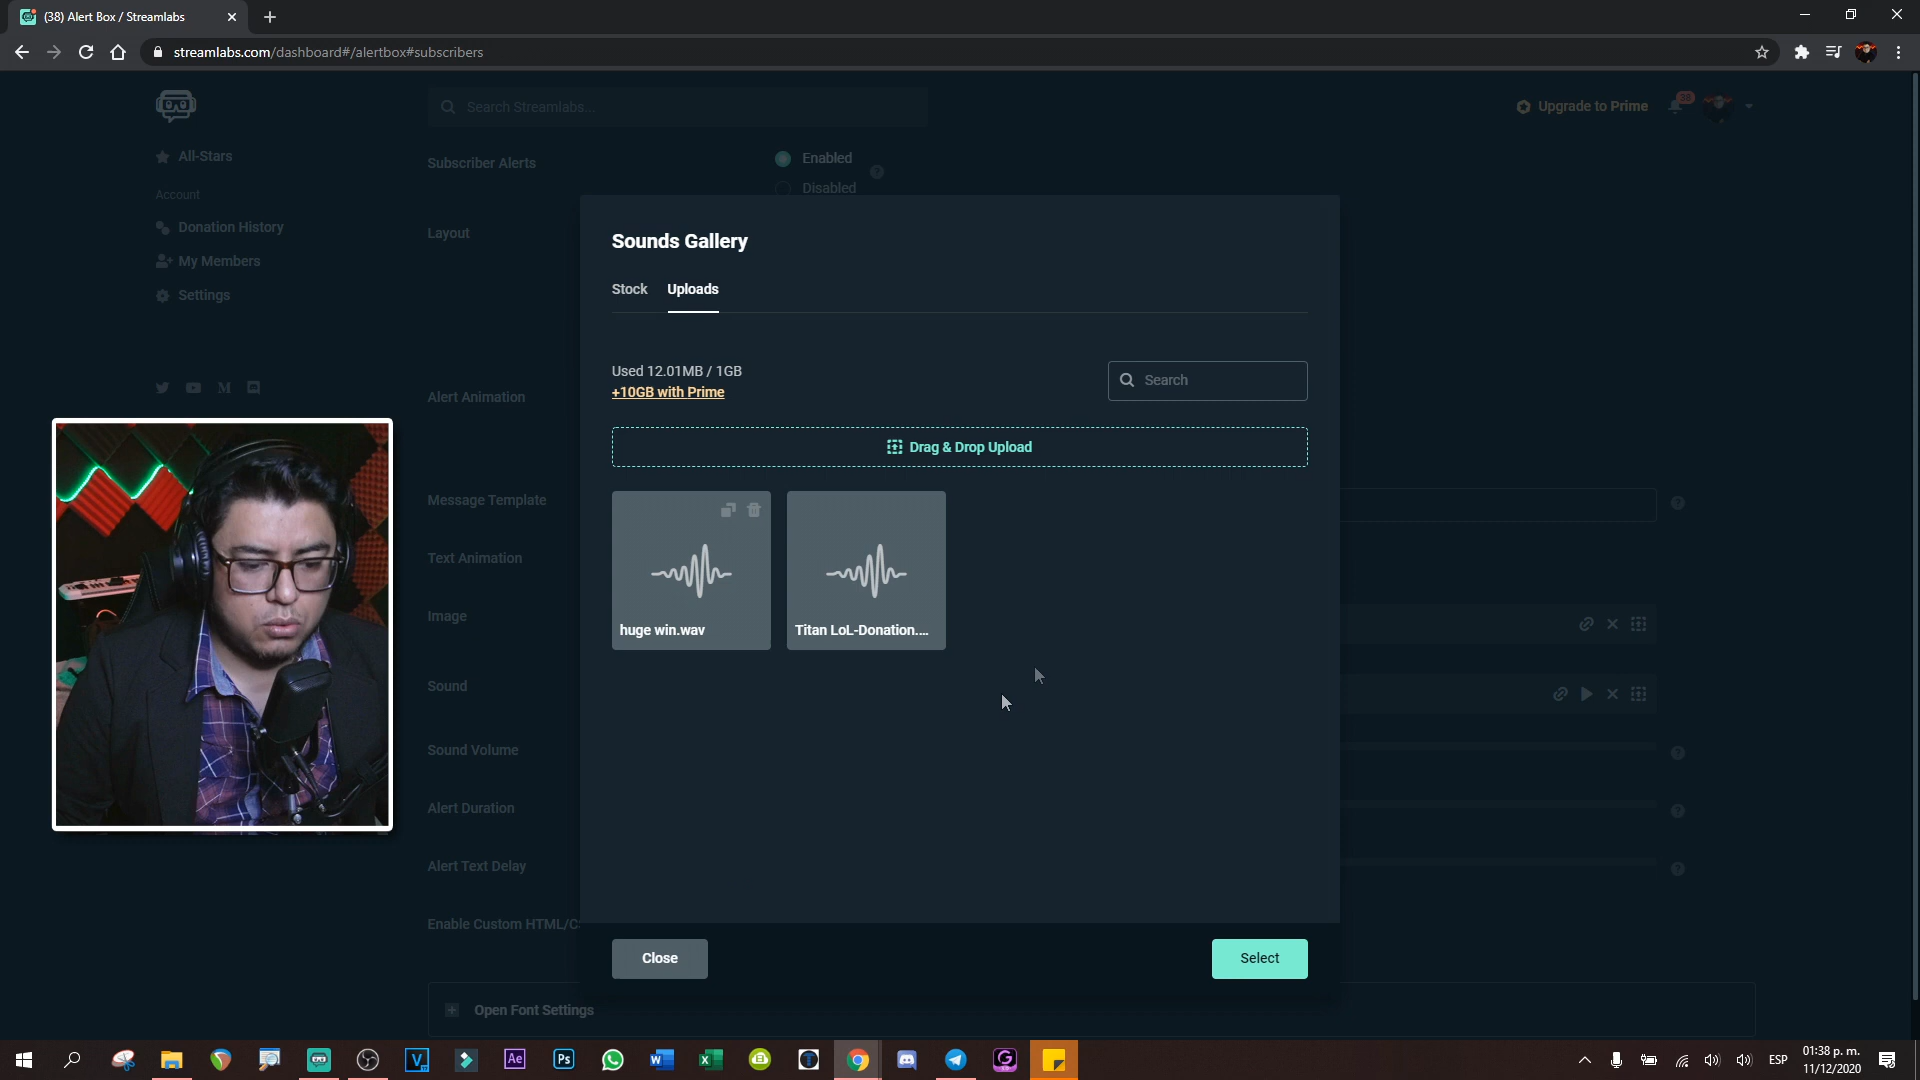 (38) Alert Box / Streamlabs
streamlabs.com/dashboard#/alertbox#subscribers
Search Streamlabs...
Upgrade to Prime
38
All-Stars
Account
Donation History
My Members
Settings
Subscriber Alerts
Enabled
Disabled
Layout
Alert Animation
Message Template
Text Animation
Image
Sound
Sound Volume
Alert Duration
Alert Text Delay
Enable Custom HTML/C
Open Font Settings
Sounds Gallery
Stock
Uploads
Used 12.01MB / 1GB
+10GB with Prime
Search
Drag & Drop Upload
huge win.wav
Titan LoL-Donation....
Close
Select
Ae
Ps
ESP
01:38 p. m.
11/12/2020